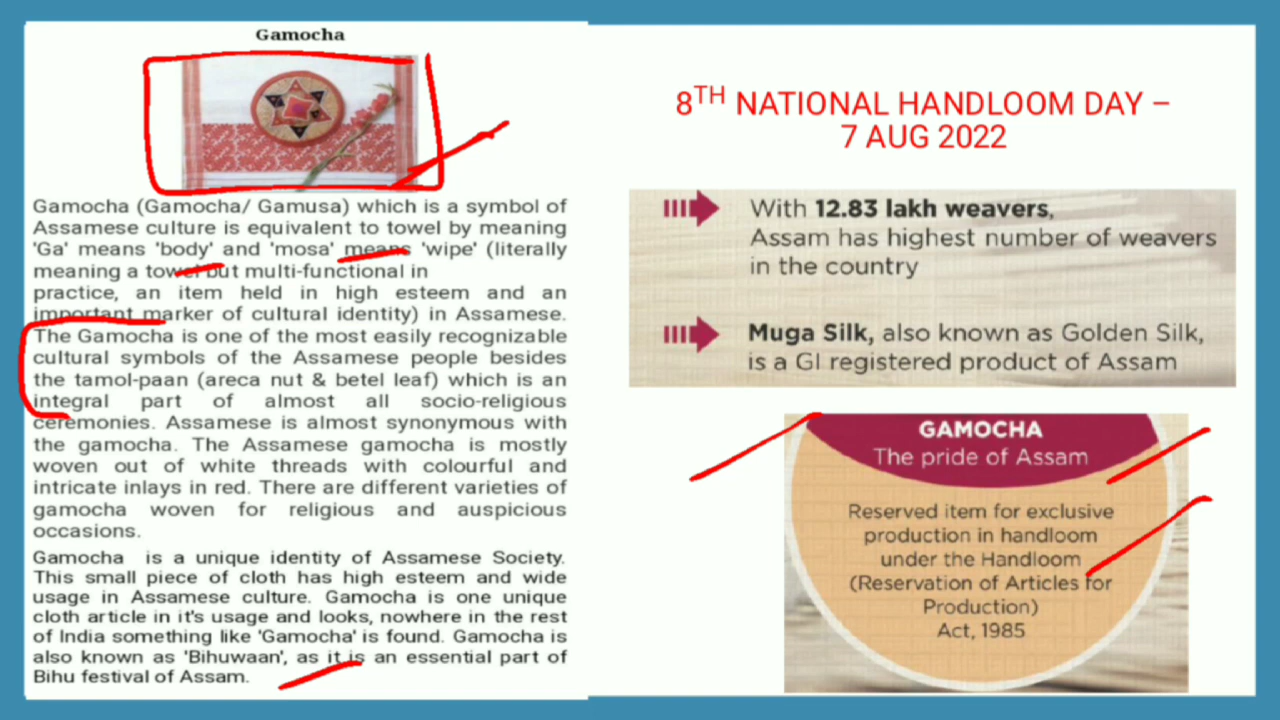 Gamocha
Gamocha (Gamocha/ Gamusa) which is a symbol of
Assamese culture is equivalent to towel by meaning
'Ga' means 'body' and 'mosa' means 'wipe' (literally
meaning a towel but multi-functional in
practice, an item held in high esteem and an
important marker of cultural identity) in Assamese.
The Gamocha is one of the most easily recognizable
cultural symbols of the Assamese people besides
the tamol-paan (areca nut & betel leaf) which is an
integral part of almost all socio-religious
ceremonies. Assamese is almost synonymous with
the gamocha. The Assamese gamocha is mostly
woven out of white threads with colourful and
intricate inlays in red. There are different varieties of
gamocha woven for religious and auspicious
occasions.
Gamocha is a unique identity of Assamese Society.
This small piece of cloth has high esteem and wide
usage in Assamese culture. Gamocha is one unique
cloth article in it's usage and looks, nowhere in the rest
of India something like 'Gamocha' is found. Gamocha is
also known as 'Bihuwaan', as it is an essential part of
Bihu festival of Assam.
8TH NATIONAL HANDLOOM DAY –
7 AUG 2022
With 12.83 lakh weavers,
Assam has highest number of weavers
in the country
Muga Silk, also known as Golden Silk,
is a GI registered product of Assam
GAMOCHA
The pride of Assam
Reserved item for exclusive
production in handloom
under the Handloom
(Reservation of Articles for
Production)
Act, 1985